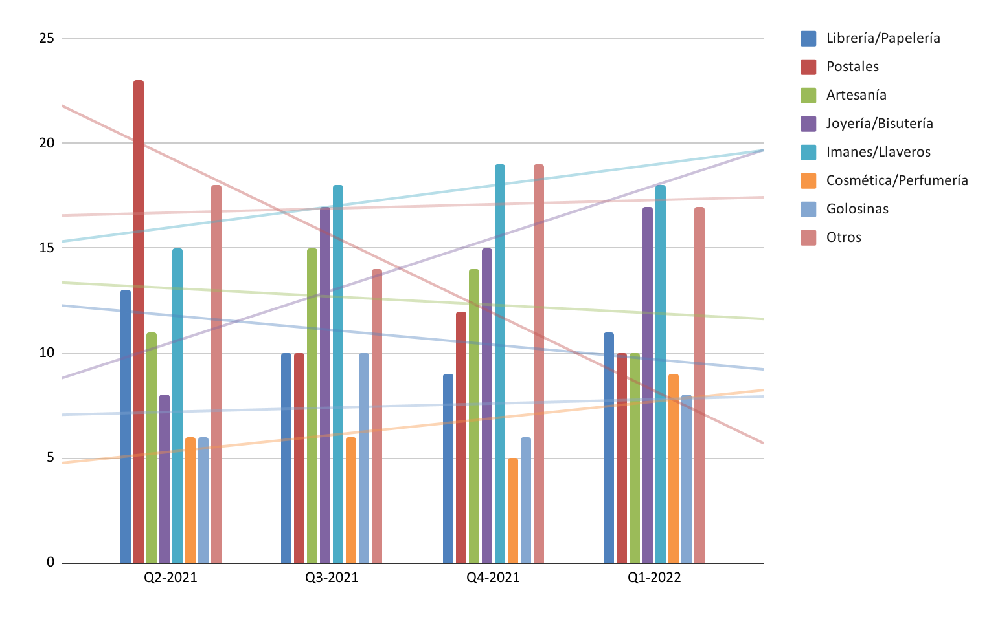 25
20
15
10
5
0
Q2-2021
Q3-2021
Q4-2021
Q1-2022
Librería/Papelería
Postales
Artesanía
Joyería/Bisutería
Imanes/Llaveros
Cosmética/Perfumería
Golosinas
Otros